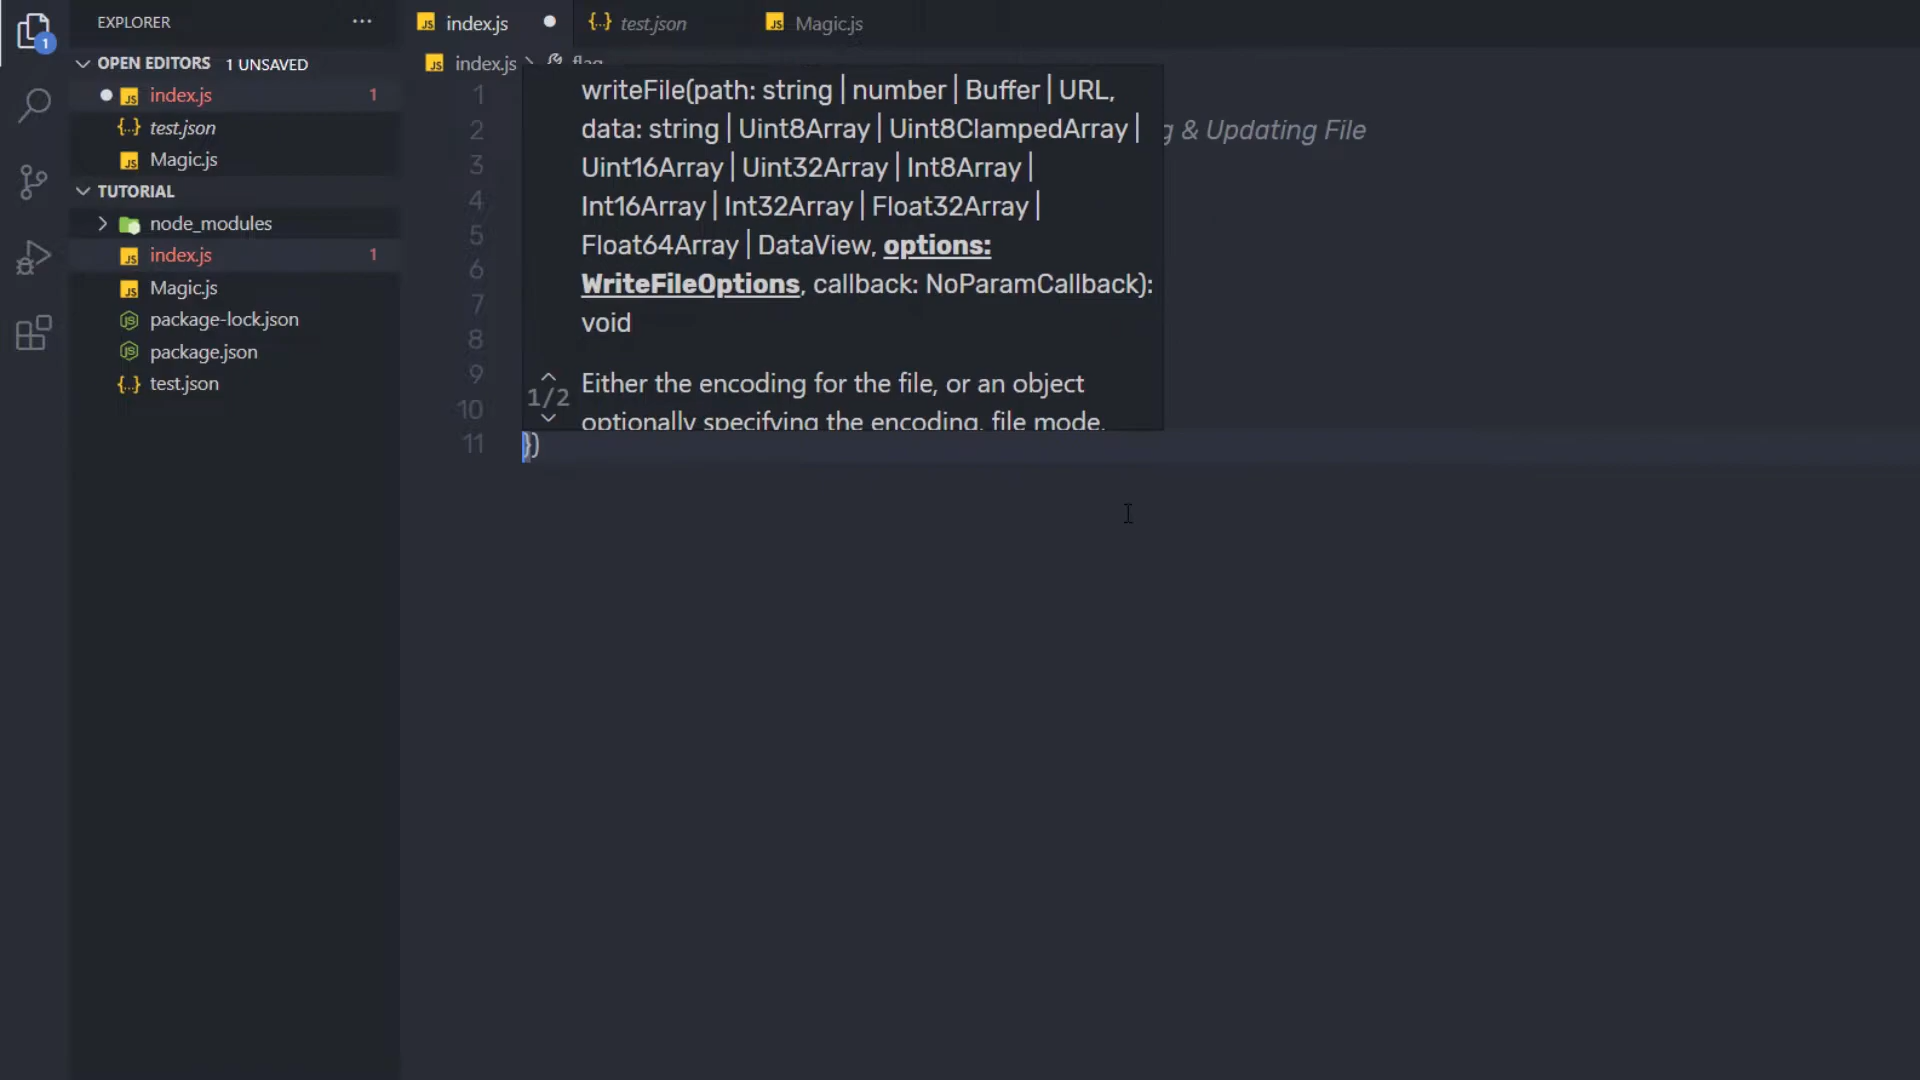 EXPLORER
index.js
test.json
Magic.js
OPEN EDITORS 1 UNSAVED
index.js 1
test.json
Magic.js
TUTORIAL
node_modules
index.js 1
Magic.js
package-lock.json
package.json
test.json
1
index.js > flag
1
2
3
4
5
6
7
8
9
10
11
g & Updating File
writeFile(path: string | number | Buffer | URL,
data: string | Uint8Array | Uint8ClampedArray |
Uint16Array | Uint32Array | Int8Array |
Int16Array | Int32Array | Float32Array |
Float64Array | DataView, options:
WriteFileOptions, callback: NoParamCallback):
void
1/2
Either the encoding for the file, or an object
optionally specifying the encoding, file mode,
})